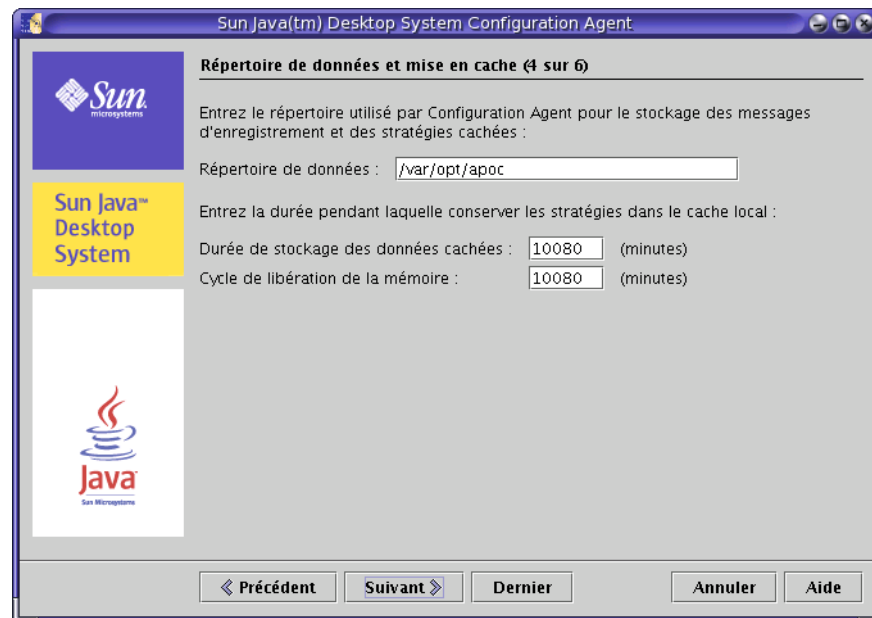 Sun Java(tm) Desktop System Configuration Agent
Sun
microsystems
Sun Java™
Desktop
System
Java
Sun Microsystems
Répertoire de données et mise en cache (4 sur 6)
Entrez le répertoire utilisé par Configuration Agent pour le stockage des messages
d'enregistrement et des stratégies cachées :
Répertoire de données : /var/opt/apoc
Entrez la durée pendant laquelle conserver les stratégies dans le cache local :
Durée de stockage des données cachées : 10080 (minutes)
Cycle de libération de la mémoire : 10080 (minutes)
Précédent Suivant Dernier Annuler Aide